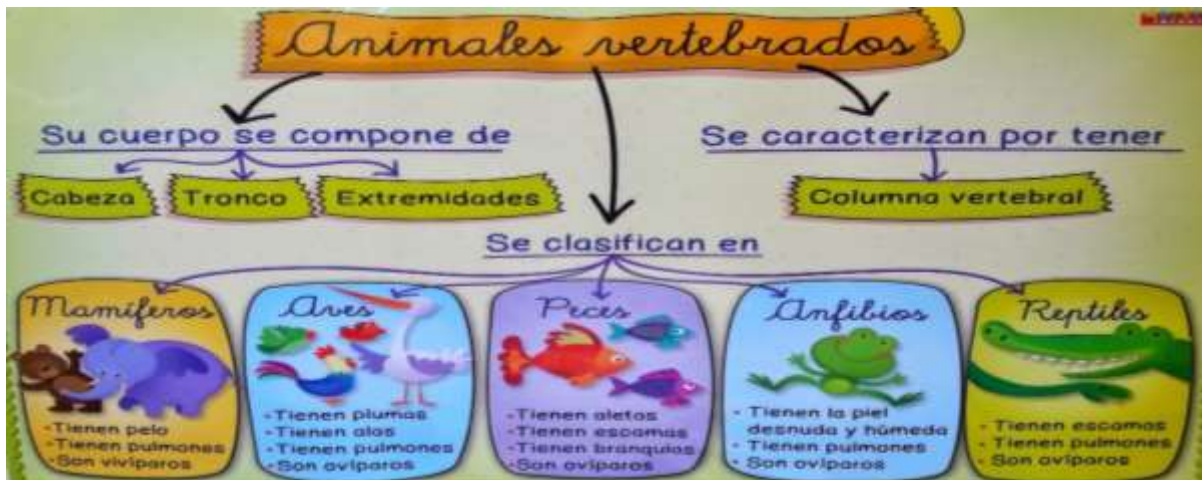 Animales vertebrados
Su cuerpo se compone de
Se caracterizan por tener
Cabeza
Tronco
Extremidades
Columna vertebral
Se clasifican en
Mamíferos
- Tienen pelo
- Tienen pulmones
- Son vivíparos
Aves
- Tienen plumas
- Tienen alas
- Tienen pulmones
- Son ovíparos
Peces
- Tienen aletas
- Tienen escamas
- Tienen branquias
- Son ovíparos
Anfibios
- Tienen la piel
desnuda y húmeda
- Tienen pulmones
- Son ovíparos
Reptiles
- Tienen escamas
- Tienen pulmones
- Son ovíparos